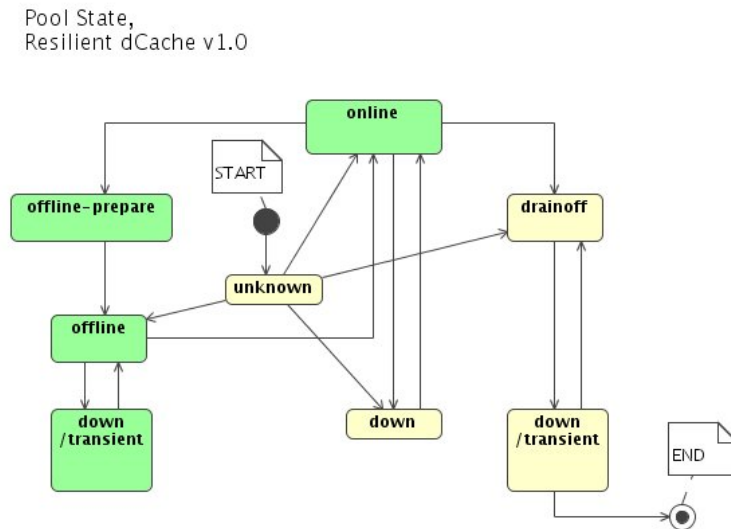 Pool State,
Resilient dCache v1.0
online
START
offline-prepare
drainoff
unknown
offline
down
/transient
down
down
/transient
END